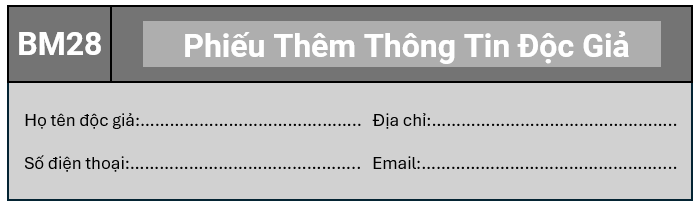 BM28 Phiếu Thêm Thông Tin Độc Giả
Họ tên độc giả:............................................. Địa chỉ:..................................................
Số điện thoại:............................................... Email:....................................................